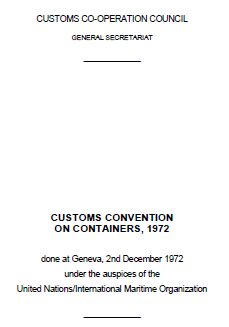 CUSTOMS CO-OPERATION COUNCIL
GENERAL SECRETARIAT
CUSTOMS CONVENTION
ON CONTAINERS, 1972
done at Geneva, 2nd December 1972
under the auspices of the
United Nations/International Maritime Organization